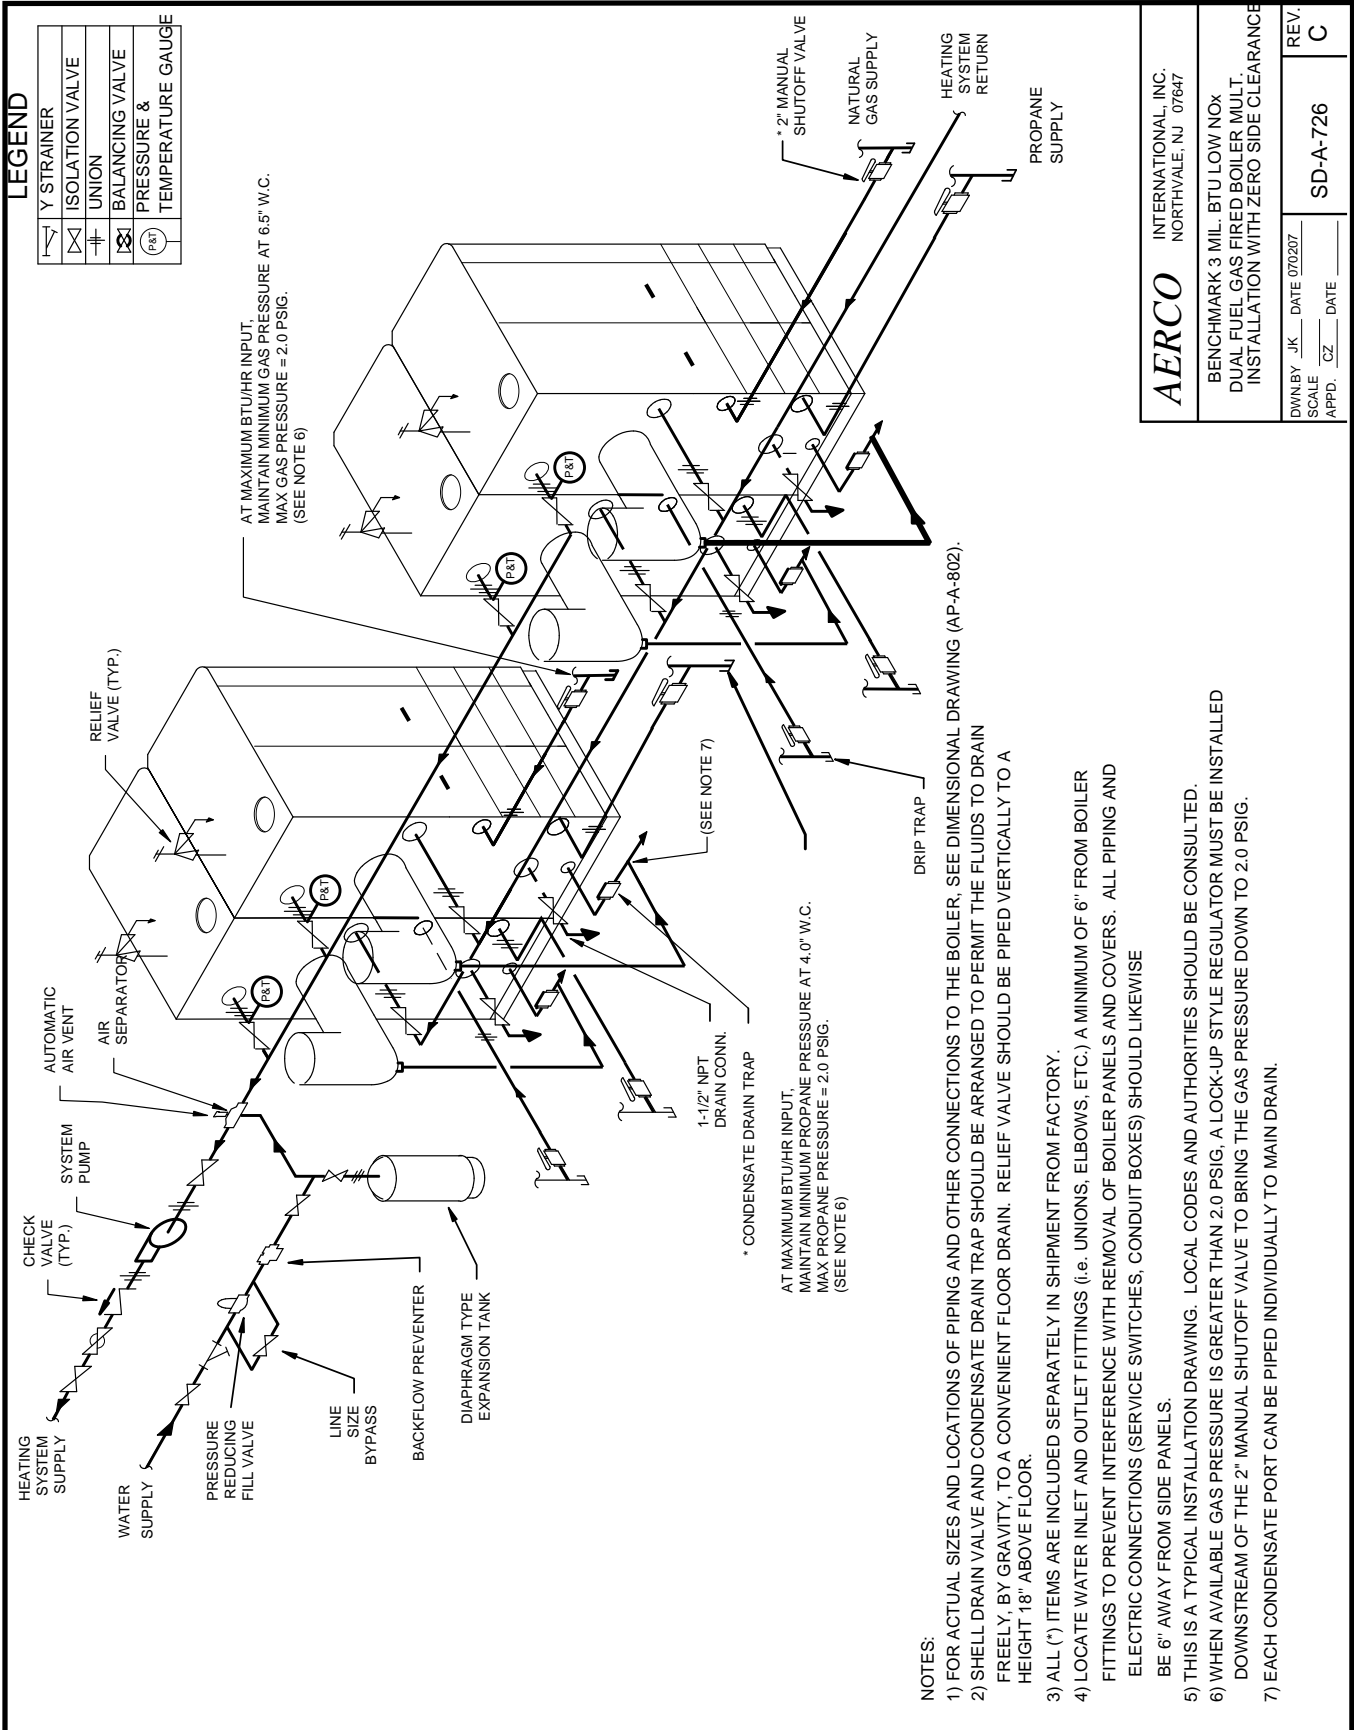 LEGEND
Y STRAINER
ISOLATION VALVE
UNION
BALANCING VALVE
P&T
PRESSURE &
TEMPERATURE GAUGE
HEATING
SYSTEM
SUPPLY
CHECK
VALVE
(TYP.)
SYSTEM
PUMP
AUTOMATIC
AIR VENT
AIR
SEPARATOR
RELIEF
VALVE (TYP.)
AT MAXIMUM BTU/HR INPUT,
MAINTAIN MINIMUM GAS PRESSURE AT 6.5" W.C.
MAX GAS PRESSURE = 2.0 PSIG.
(SEE NOTE 6)
* 2" MANUAL
SHUTOFF VALVE
NATURAL
GAS SUPPLY
HEATING
SYSTEM
RETURN
PROPANE
SUPPLY
P&T
P&T
P&T
P&T
WATER
SUPPLY
PRESSURE
REDUCING
FILL VALVE
LINE
SIZE
BYPASS
BACKFLOW PREVENTER
DIAPHRAGM TYPE
EXPANSION TANK
1-1/2" NPT
DRAIN CONN.
* CONDENSATE DRAIN TRAP
(SEE NOTE 7)
AT MAXIMUM BTU/HR INPUT,
MAINTAIN MINIMUM PROPANE PRESSURE AT 4.0" W.C.
MAX PROPANE PRESSURE = 2.0 PSIG.
(SEE NOTE 6)
DRIP TRAP
NOTES:
1) FOR ACTUAL SIZES AND LOCATIONS OF PIPING AND OTHER CONNECTIONS TO THE BOILER, SEE DIMENSIONAL DRAWING (AP-A-802).
2) SHELL DRAIN VALVE AND CONDENSATE DRAIN TRAP SHOULD BE ARRANGED TO PERMIT THE FLUIDS TO DRAIN
FREELY, BY GRAVITY, TO A CONVENIENT FLOOR DRAIN. RELIEF VALVE SHOULD BE PIPED VERTICALLY TO A
HEIGHT 18" ABOVE FLOOR.
3) ALL (*) ITEMS ARE INCLUDED SEPARATELY IN SHIPMENT FROM FACTORY.
4) LOCATE WATER INLET AND OUTLET FITTINGS (i.e. UNIONS, ELBOWS, ETC.) A MINIMUM OF 6" FROM BOILER
FITTINGS TO PREVENT INTERFERENCE WITH REMOVAL OF BOILER PANELS AND COVERS. ALL PIPING AND
ELECTRIC CONNECTIONS (SERVICE SWITCHES, CONDUIT BOXES) SHOULD LIKEWISE
BE 6" AWAY FROM SIDE PANELS.
5) THIS IS A TYPICAL INSTALLATION DRAWING. LOCAL CODES AND AUTHORITIES SHOULD BE CONSULTED.
6) WHEN AVAILABLE GAS PRESSURE IS GREATER THAN 2.0 PSIG, A LOCK-UP STYLE REGULATOR MUST BE INSTALLED
DOWNSTREAM OF THE 2" MANUAL SHUTOFF VALVE TO BRING THE GAS PRESSURE DOWN TO 2.0 PSIG.
7) EACH CONDENSATE PORT CAN BE PIPED INDIVIDUALLY TO MAIN DRAIN.
AERCO INTERNATIONAL, INC.
NORTHVALE, NJ 07647
BENCHMARK 3 MIL. BTU LOW NOx
DUAL FUEL GAS FIRED BOILER MULT.
INSTALLATION WITH ZERO SIDE CLEARANCE
DWN.BY JK DATE 070207
SCALE
APPD. CZ DATE
SD-A-726
REV.
C